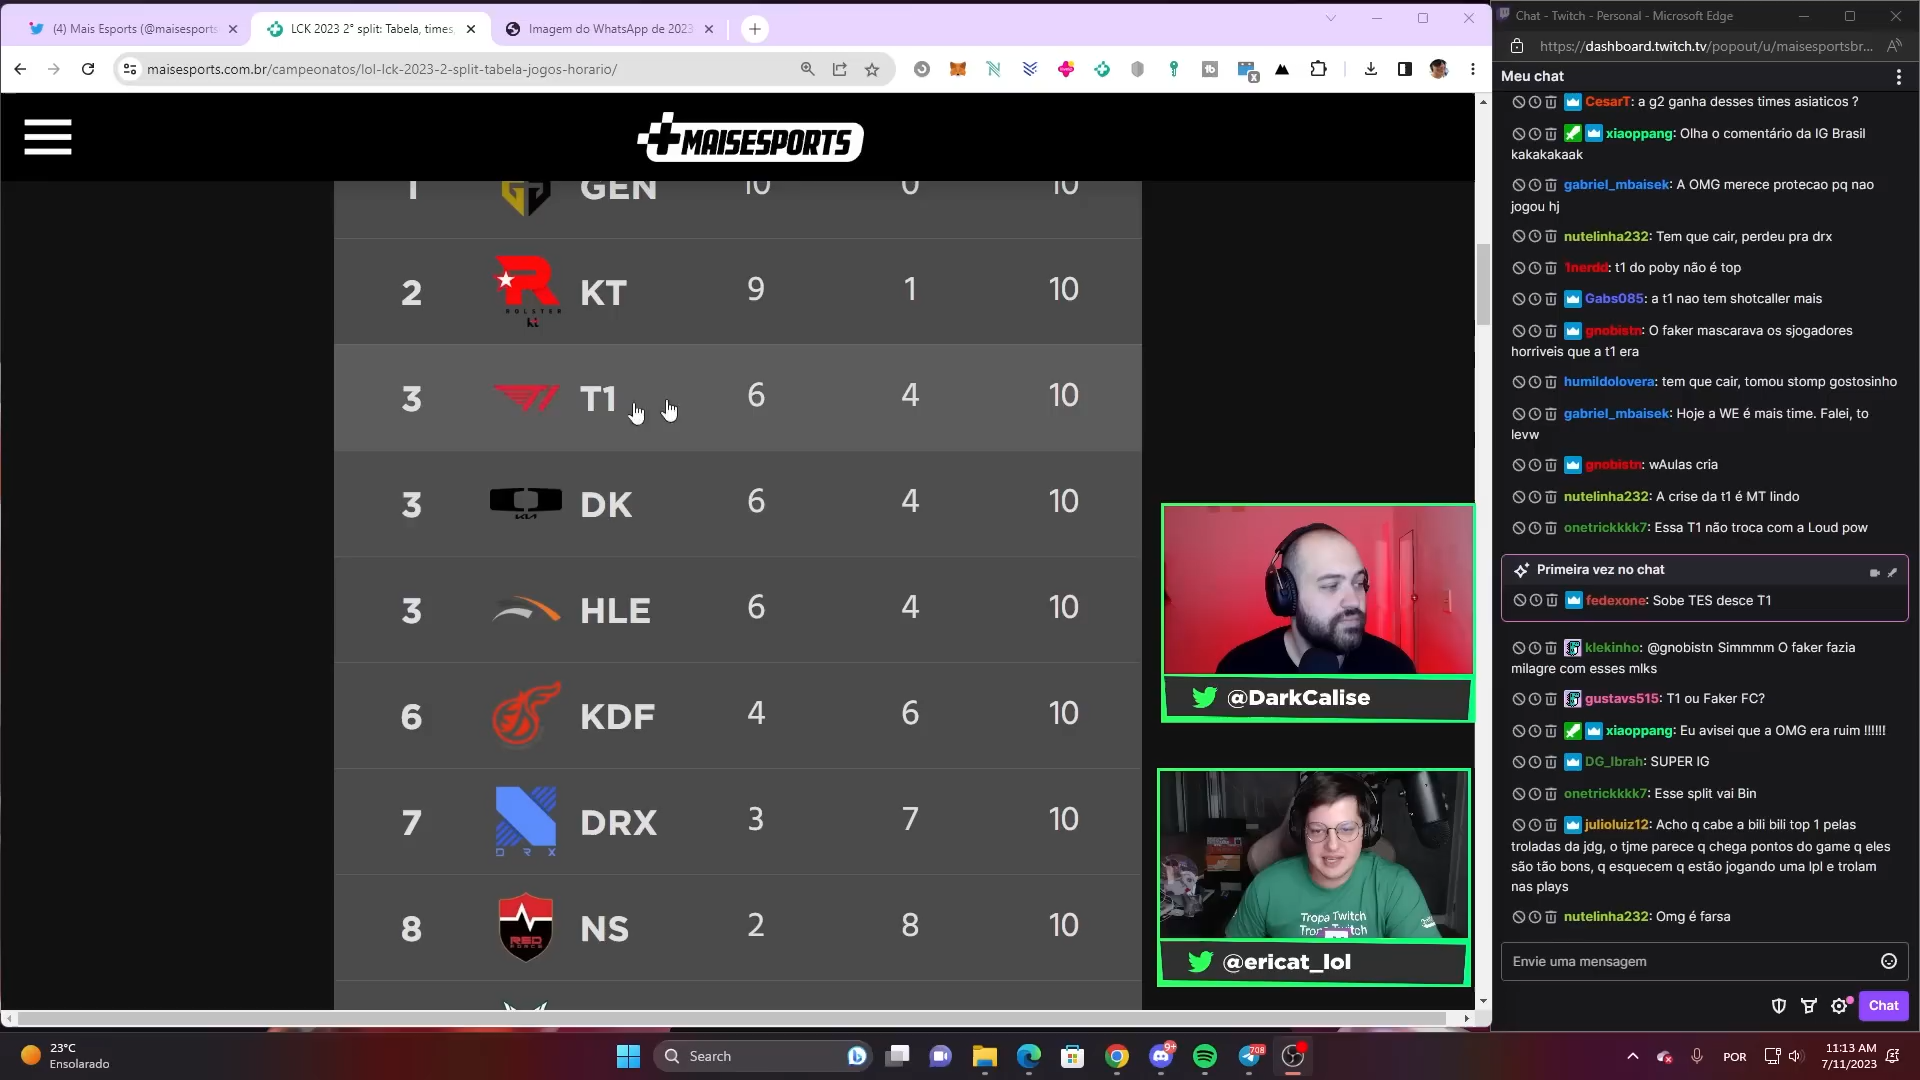 (4) Mais Esports (@maisesports
LCK 2023 2° split: Tabela, times,
Imagem do WhatsApp de 2023
maisesports.com.br/campeonatos/lol-lck-2023-2-split-tabela-jogos-horario/
MAISESPORTS
1 GEN 10 0 10
2 KT 9 1 10
3 T1 6 4 10
3 DK 6 4 10
3 HLE 6 4 10
6 KDF 4 6 10
7 DRX 3 7 10
8 NS 2 8 10
@DarkCalise
Tropa Twitch
@ericat_lol
Chat - Twitch - Personal - Microsoft Edge
https://dashboard.twitch.tv/popout/u/maisesportsbr...
Meu chat
CesarT: a g2 ganha desses times asiaticos ?
xiaoppang: Olha o comentário da IG Brasil
kakakakaak
gabriel_mbaisek: A OMG merece protecao pq nao
jogou hj
nutelinha232: Tem que cair, perdeu pra drx
1nerdd: t1 do poby não é top
Gabs085: a t1 nao tem shotcaller mais
gnobistn: O faker mascarava os sjogadores
horriveis que a t1 era
humildolovera: tem que cair, tomou stomp gostosinho
gabriel_mbaisek: Hoje a WE é mais time. Falei, to
levw
gnobistn: wAulas cria
nutelinha232: A crise da t1 é MT lindo
onetrickkkk7: Essa T1 não troca com a Loud pow
Primeira vez no chat
fedexone: Sobe TES desce T1
klekinho: @gnobistn Simmmm O faker fazia
milagre com esses mlks
gustavs515: T1 ou Faker FC?
xiaoppang: Eu avisei que a OMG era ruim !!!!!!
DG_Ibrah: SUPER IG
onetrickkkk7: Esse split vai Bin
julioluiz12: Acho q cabe a bili bili top 1 pelas
troladas da jdg, o tjme parece q chega pontos do game q eles
são tão bons, q esquecem q estão jogando uma lpl e trolam
nas plays
nutelinha232: Omg é farsa
Envie uma mensagem
Chat
23°C
Ensolarado
Search
9+
708
POR
11:13 AM
7/11/2023